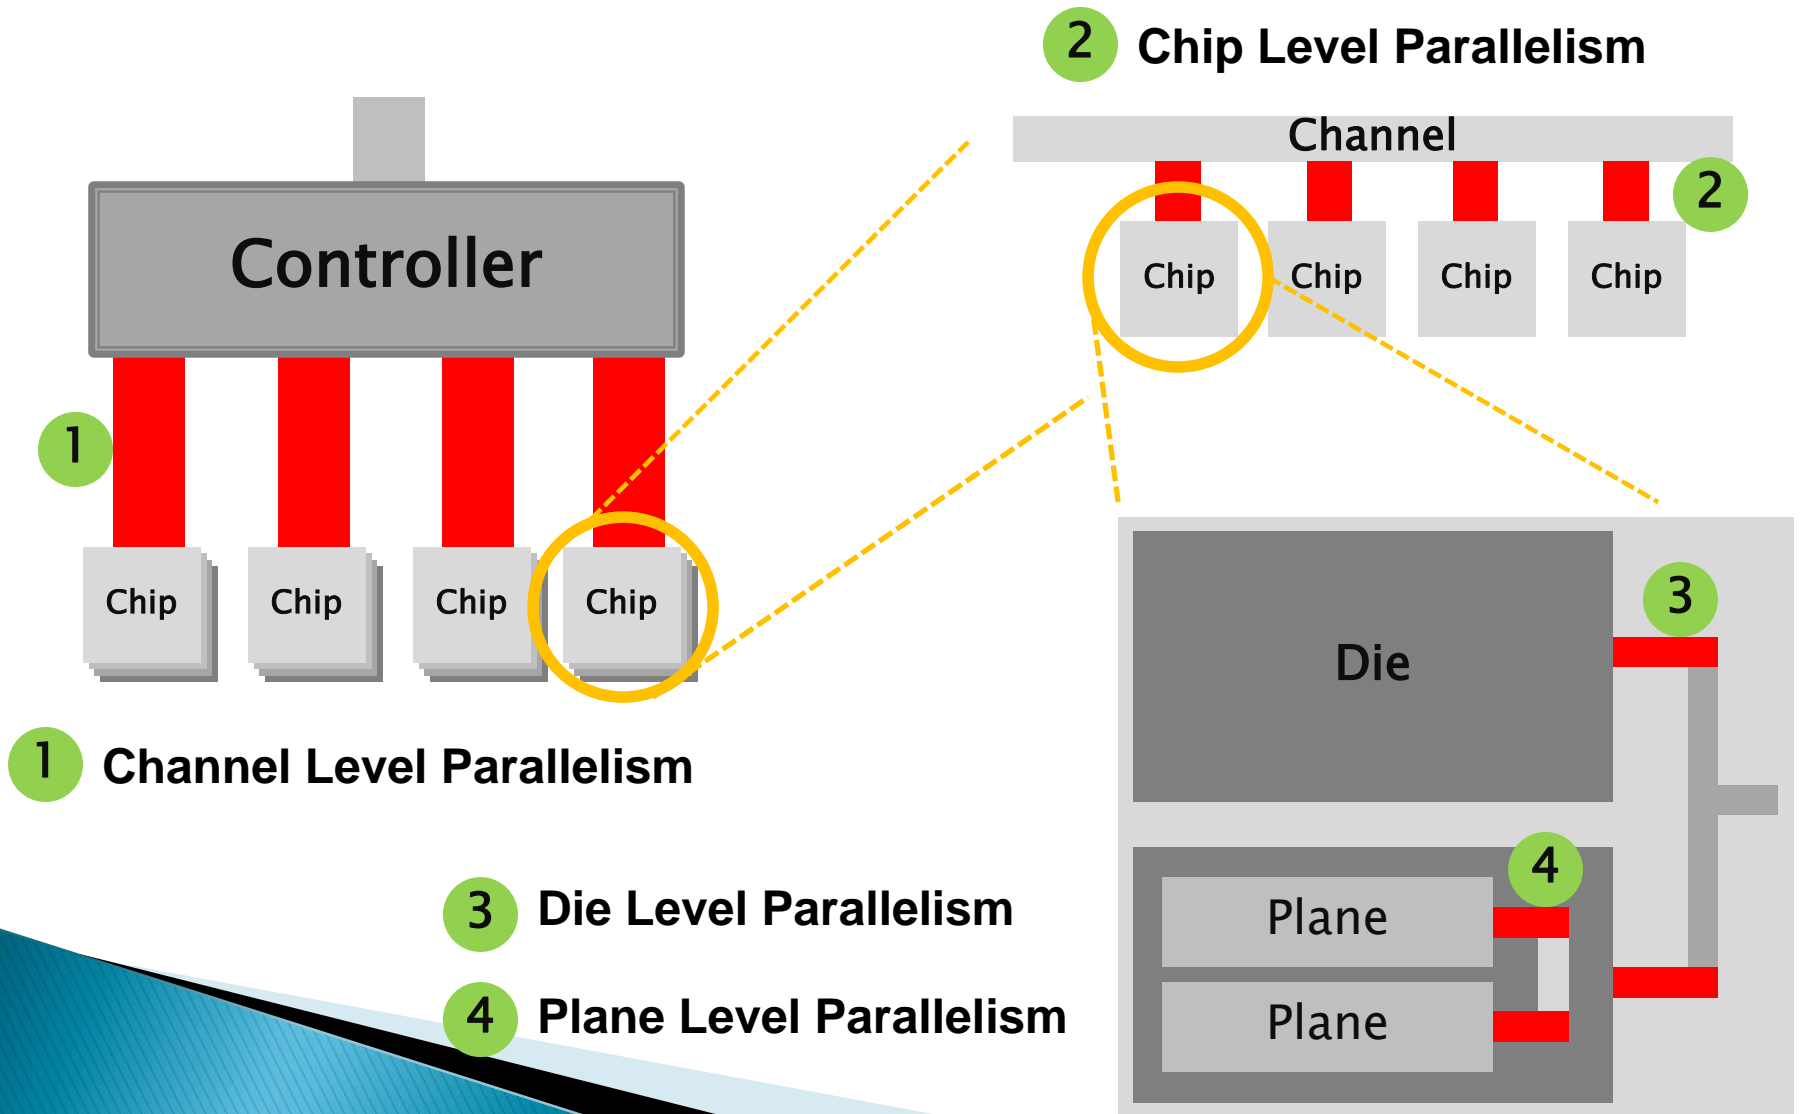 2 Chip Level Parallelism
Channel
2
Chip Chip Chip Chip
Controller
1
Chip Chip Chip Chip
1 Channel Level Parallelism
3
Die
4
Plane
Plane
3 Die Level Parallelism
4 Plane Level Parallelism